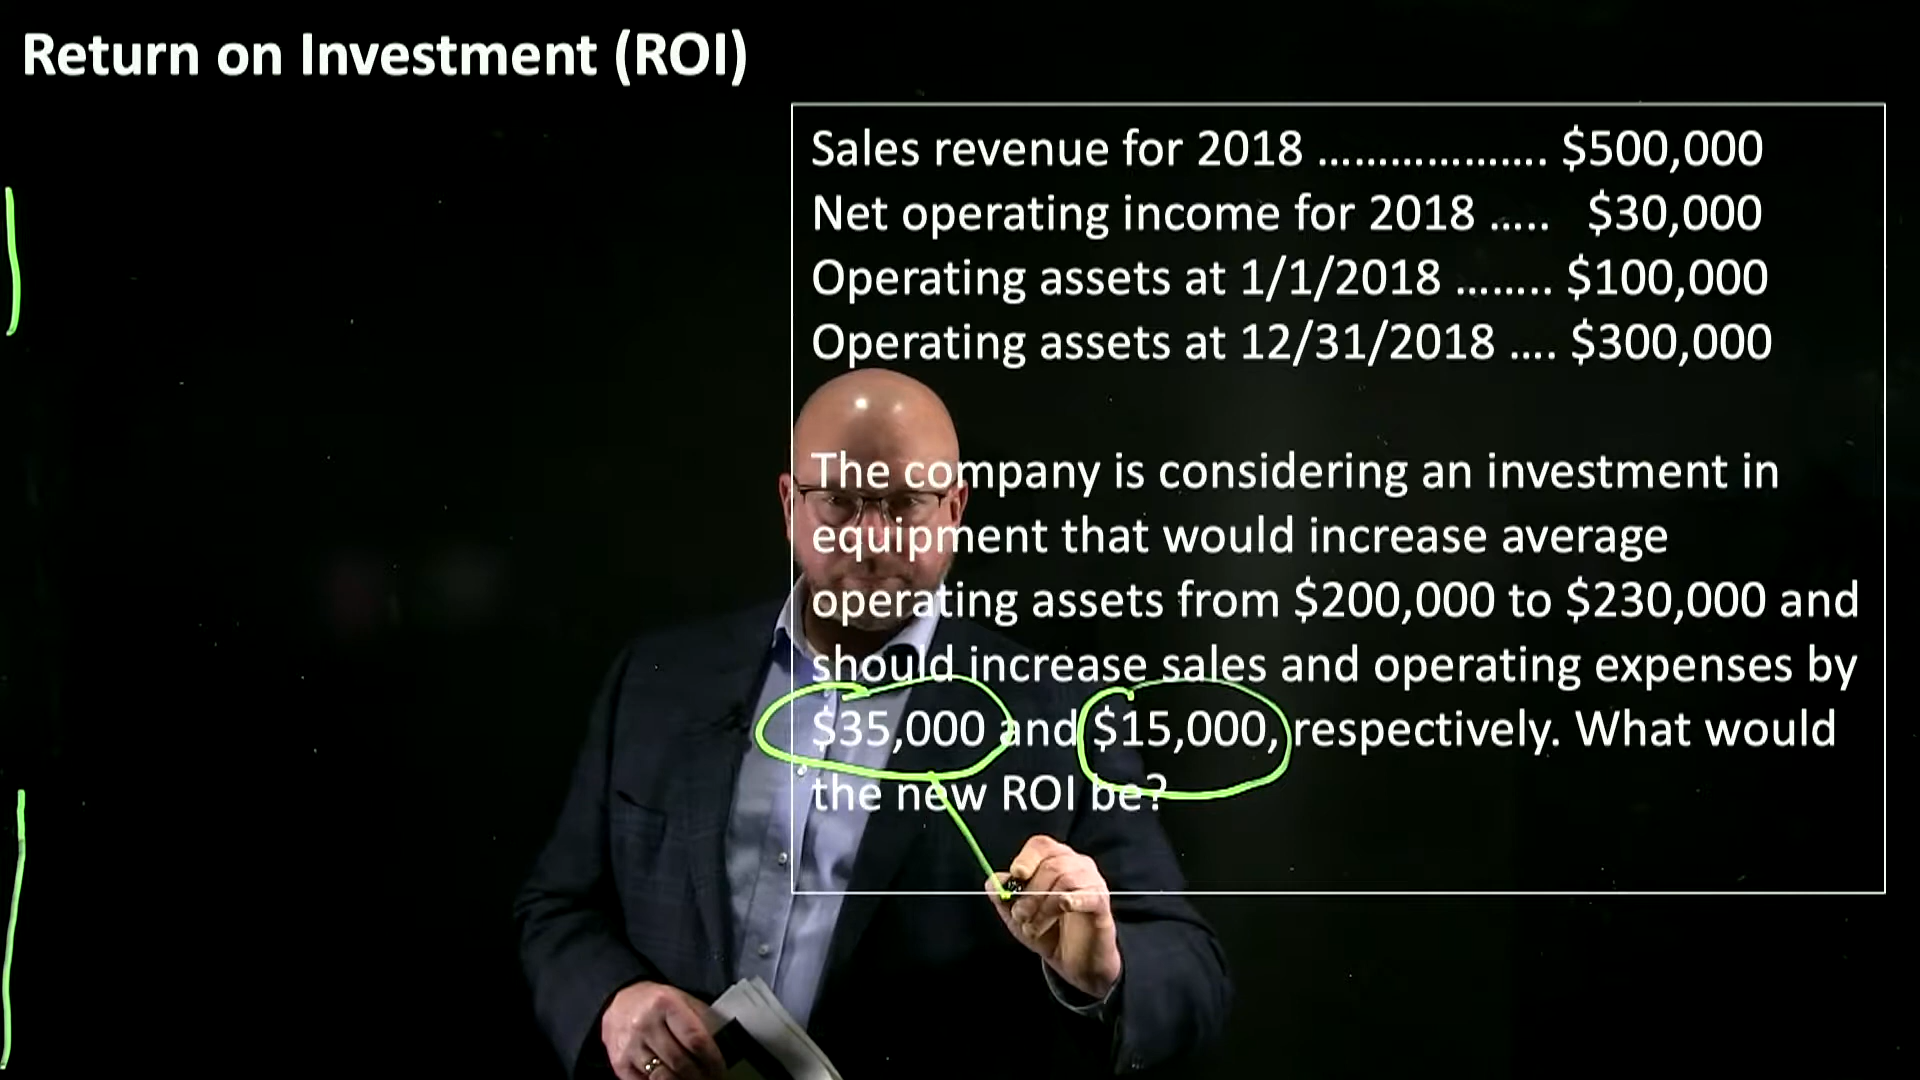 Return on Investment (ROI)
Sales revenue for 2018 ................... $500,000
Net operating income for 2018 ..... $30,000
Operating assets at 1/1/2018 ........ $100,000
Operating assets at 12/31/2018 .... $300,000
The company is considering an investment in
equipment that would increase average
operating assets from $200,000 to $230,000 and
should increase sales and operating expenses by
$35,000 and $15,000, respectively. What would
the new ROI be?